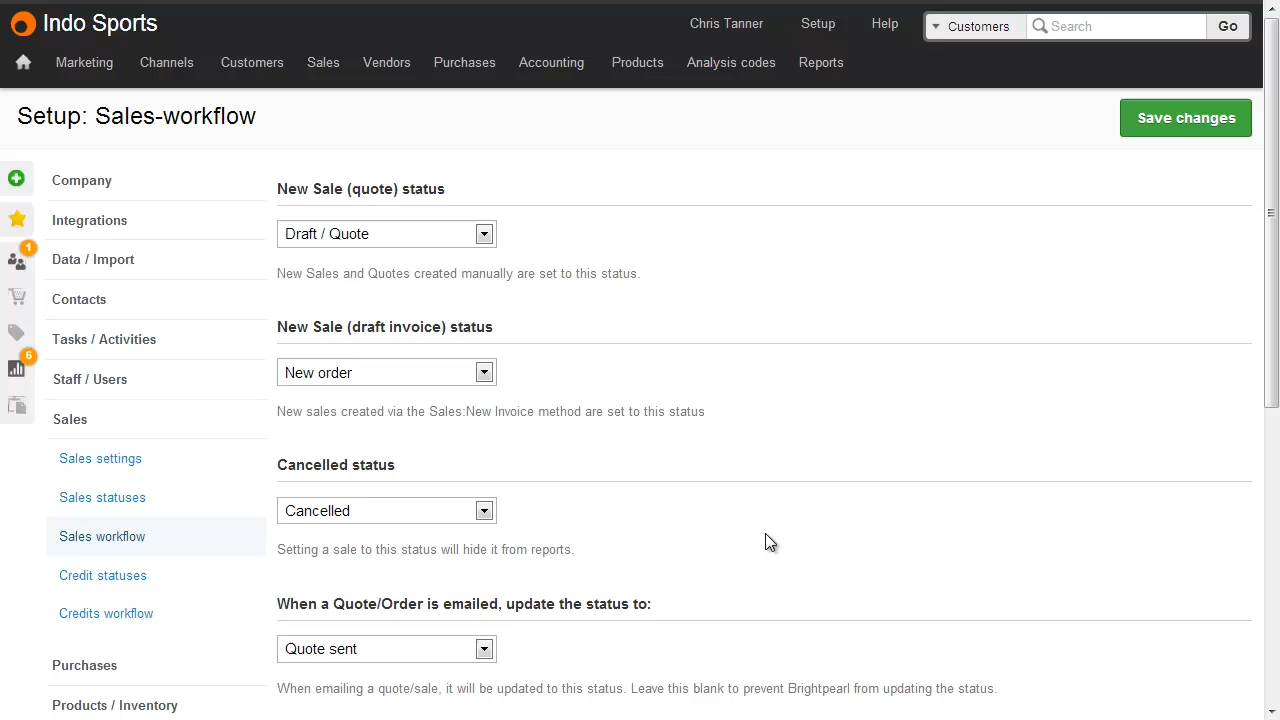 Indo Sports
Chris Tanner Setup Help Customers Search Go
Marketing Channels Customers Sales Vendors Purchases Accounting Products Analysis codes Reports
Setup: Sales-workflow
Save changes
Company
Integrations
1
Data / Import
Contacts
Tasks / Activities
6
Staff / Users
Sales
Sales settings
Sales statuses
Sales workflow
Credit statuses
Credits workflow
Purchases
Products / Inventory
New Sale (quote) status
Draft / Quote
New Sales and Quotes created manually are set to this status.
New Sale (draft invoice) status
New order
New sales created via the Sales:New Invoice method are set to this status
Cancelled status
Cancelled
Setting a sale to this status will hide it from reports.
When a Quote/Order is emailed, update the status to:
Quote sent
When emailing a quote/sale, it will be updated to this status. Leave this blank to prevent Brightpearl from updating the status.